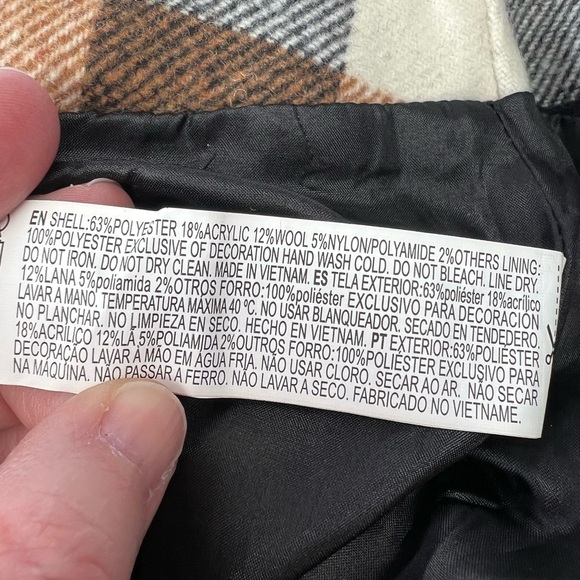 EN SHELL:63%POLYESTER 18%ACRYLIC 12%WOOL 5%NYLON/POLYAMIDE 2%OTHERS LINING:
100%POLYESTER EXCLUSIVE OF DECORATION HAND WASH COLD. DO NOT BLEACH. LINE DRY.
DO NOT IRON. DO NOT DRY CLEAN. MADE IN VIETNAM. ES TELA EXTERIOR:63%poliéster 18%acrílico
12%LANA 5%poliamida 2%OTROS FORRO:100%poliéster EXCLUSIVO PARA DECORACIÓN
LAVAR À MANO. TEMPERATURA MAXIMA 40 ºC. NO USAR BLANQUEADOR. SECADO EN TENDEDERO.
NO PLANCHAR. NO LIMPIEZA EN SECO. HECHO EN VIETNAM. PT EXTERIOR:63%POLIÉSTER
18%ACRÍLICO 12%LÃ 5%POLIAMIDA 2%OUTROS FORRO:100%POLIÉSTER EXCLUSIVO PARA
DECORAÇÃO LAVAR À MÃO EM ÁGUA FRIA. NÃO USAR CLORO. SECAR AO AR. NÃO SECAR
NA MÁQUINA. NÃO PASSAR A FERRO. NÃO LAVAR A SECO. FABRICADO NO VIETNAME.